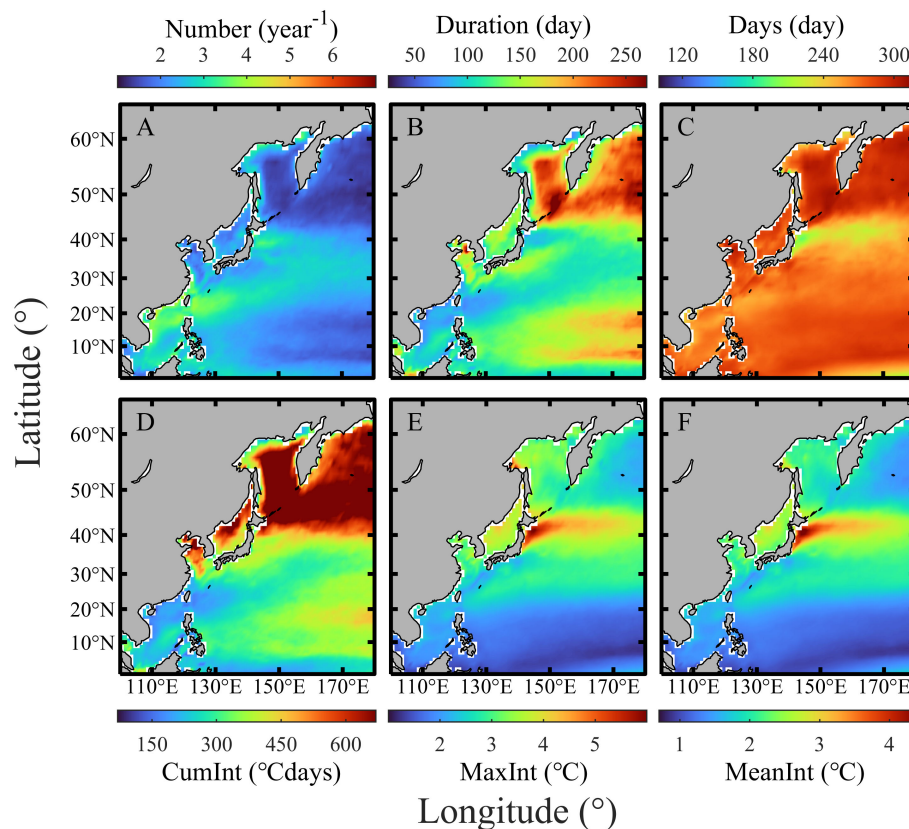 Number (year⁻¹) Duration (day) Days (day)
2 3 4 5 6 50 100 150 200 250 120 180 240 300
A B C
60°N
50°N
40°N
30°N
20°N
10°N
D E F
60°N
50°N
40°N
30°N
20°N
10°N
Latitude (°)
110°E 130°E 150°E 170°E 110°E 130°E 150°E 170°E 110°E 130°E 150°E 170°E
150 300 450 600 2 3 4 5 1 2 3 4
CumInt (°Cdays) MaxInt (°C) MeanInt (°C)
Longitude (°)